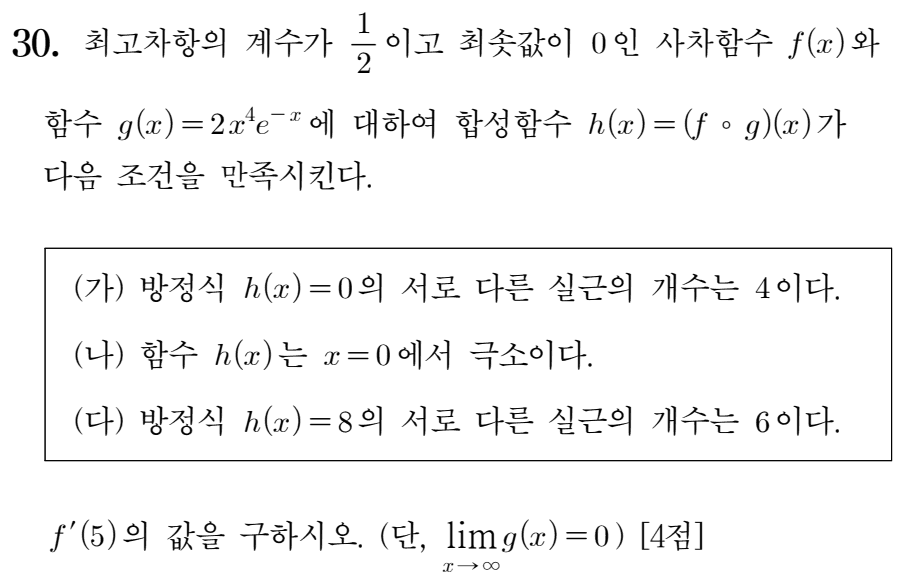 30. 최고차항의 계수가 $\frac{1}{2}$이고 최솟값이 0인 사차함수 $f(x)$와
함수 $g(x)=2x^4e^{-x}$에 대하여 합성함수 $h(x)=(f \circ g)(x)$가
다음 조건을 만족시킨다.
(가) 방정식 $h(x)=0$의 서로 다른 실근의 개수는 4이다.
(나) 함수 $h(x)$는 $x=0$에서 극소이다.
(다) 방정식 $h(x)=8$의 서로 다른 실근의 개수는 6이다.
$f'(5)$의 값을 구하시오. (단, $\lim_{x \to \infty} g(x)=0$) [4점]